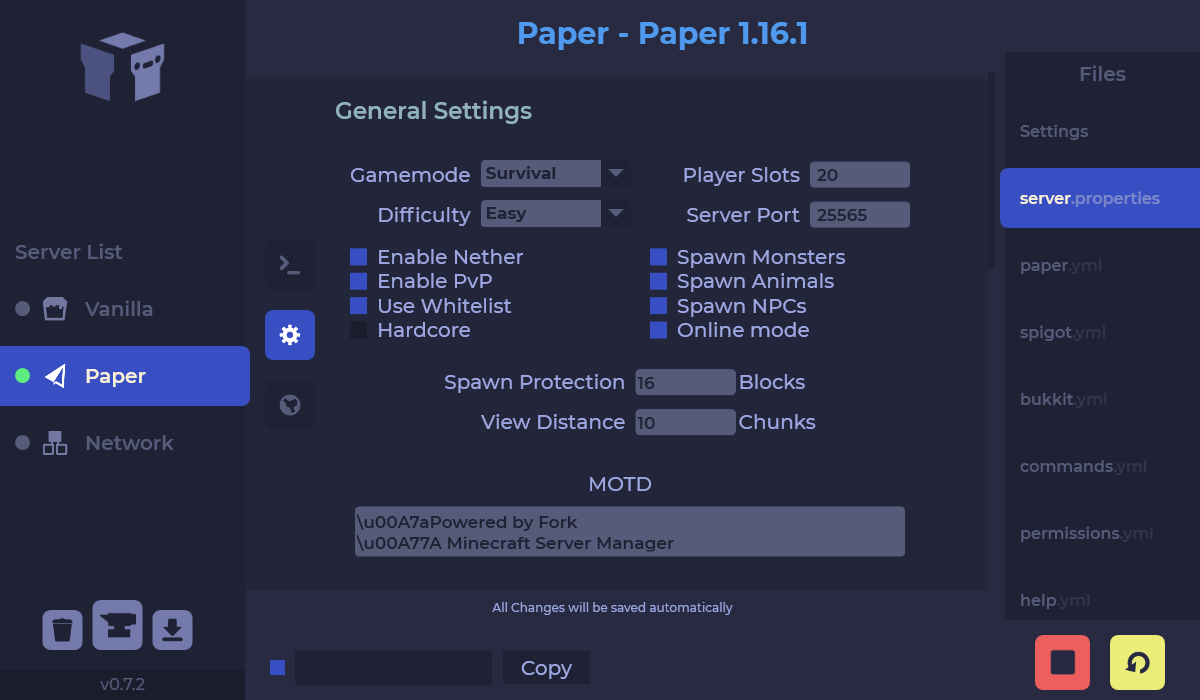 Paper - Paper 1.16.1
Server List
Vanilla
Paper
Network
v0.7.2
General Settings
Gamemode Survival
Player Slots 20
Difficulty Easy
Server Port 25565
Enable Nether
Spawn Monsters
Enable PvP
Spawn Animals
Use Whitelist
Spawn NPCs
Hardcore
Online mode
Spawn Protection 16 Blocks
View Distance 10 Chunks
MOTD
\u00A7aPowered by Fork
\u00A77A Minecraft Server Manager
All Changes will be saved automatically
Copy
Files
Settings
server.properties
paper.yml
spigot.yml
bukkit.yml
commands.yml
permissions.yml
help.yml